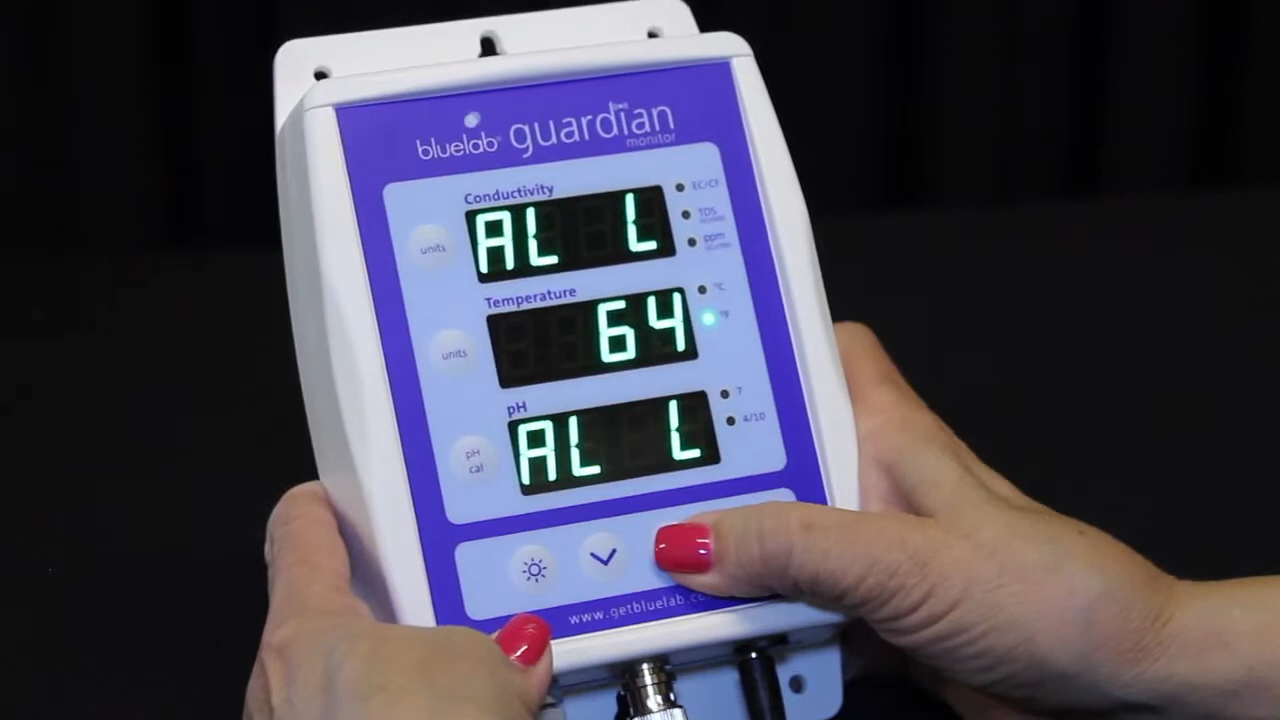 bluelab® guardian
monitor
Conductivity
units
AL L
EC/CF
TDS
ppm
Temperature
units
64
°C
°F
pH
pH
cal
AL L
7
4/10
www.getbluelab.co